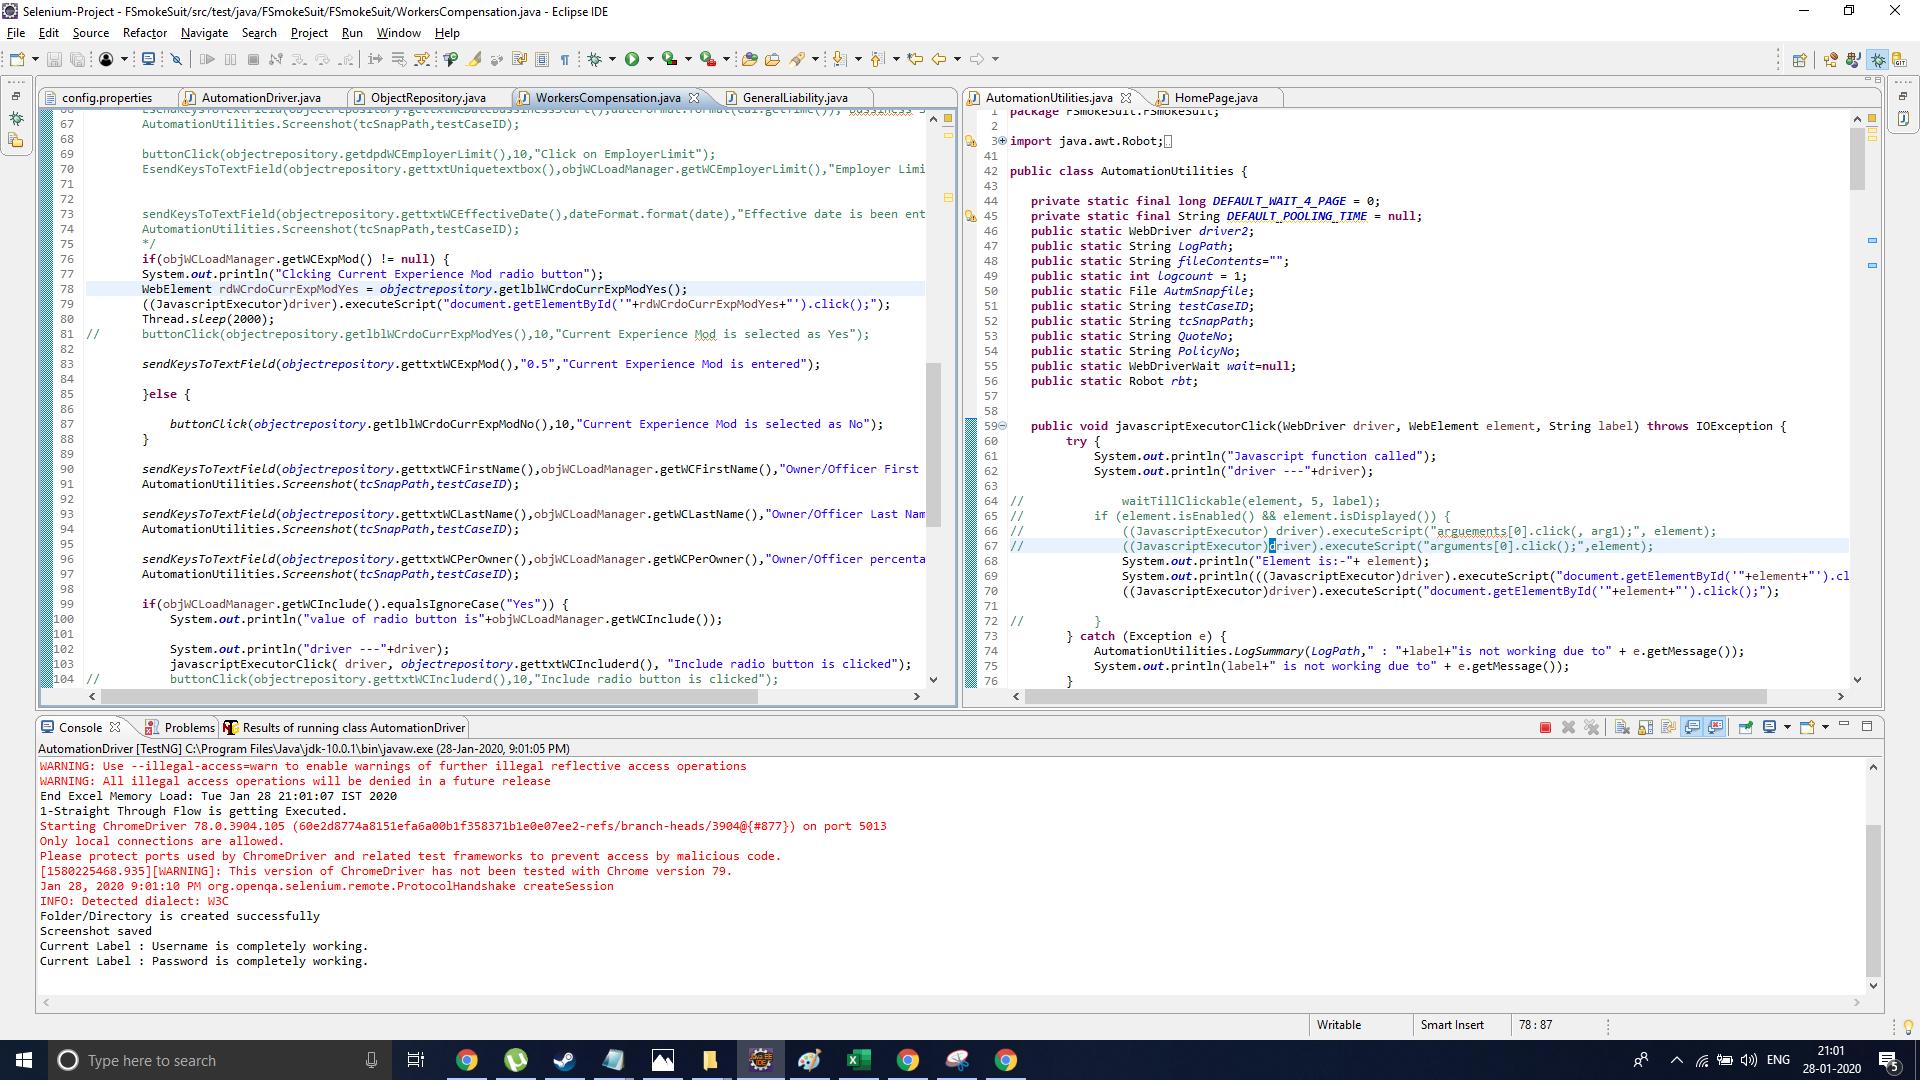 Selenium-Project - FSmokeSuit/src/test/java/FSmokeSuit/FSmokeSuit/WorkersCompensation.java - Eclipse IDE
File Edit Source Refactor Navigate Search Project Run Window Help
config.properties AutomationDriver.java ObjectRepository.java WorkersCompensation.java GeneralLiability.java
67 AutomationUtilities.Screenshot(tcSnapPath,testCaseID);
68
69 buttonClick(objectrepository.getdpdWCEmployerLimit(),10,"Click on EmployerLimit");
70 EsendKeysToTextField(objectrepository.gettxtUniquetextbox(),objWCLoadManager.getWCEmployerLimit(),"Employer Limi
71
72
73 sendKeysToTextField(objectrepository.gettxtWCEffectiveDate(),dateFormat.format(date),"Effective date is been ent
74 AutomationUtilities.Screenshot(tcSnapPath,testCaseID);
75 */
76 if(objWCLoadManager.getWCExpMod() != null) {
77 System.out.println("Clcking Current Experience Mod radio button");
78 WebElement rdWCrdoCurrExpModYes = objectrepository.getlblWCrdoCurrExpModYes();
79 ((JavascriptExecutor)driver).executeScript("document.getElementById('"+rdWCrdoCurrExpModYes+"').click();");
80 Thread.sleep(2000);
81 // buttonClick(objectrepository.getlblWCrdoCurrExpModYes(),10,"Current Experience Mod is selected as Yes");
82
83 sendKeysToTextField(objectrepository.gettxtWCExpMod(),"0.5","Current Experience Mod is entered");
84
85 }else {
86
87 buttonClick(objectrepository.getlblWCrdoCurrExpModNo(),10,"Current Experience Mod is selected as No");
88 }
89
90 sendKeysToTextField(objectrepository.gettxtWCFirstName(),objWCLoadManager.getWCFirstName(),"Owner/Officer First
91 AutomationUtilities.Screenshot(tcSnapPath,testCaseID);
92
93 sendKeysToTextField(objectrepository.gettxtWCLastName(),objWCLoadManager.getWCLastName(),"Owner/Officer Last Nam
94 AutomationUtilities.Screenshot(tcSnapPath,testCaseID);
95
96 sendKeysToTextField(objectrepository.gettxtWCPerOwner(),objWCLoadManager.getWCPerOwner(),"Owner/Officer percenta
97 AutomationUtilities.Screenshot(tcSnapPath,testCaseID);
98
99 if(objWCLoadManager.getWCInclude().equalsIgnoreCase("Yes")) {
100 System.out.println("value of radio button is"+objWCLoadManager.getWCInclude());
101
102 System.out.println("driver ---"+driver);
103 javascriptExecutorClick( driver, objectrepository.gettxtWCIncluderd(), "Include radio button is clicked");
104 // buttonClick(objectrepository.gettxtWCIncluderd(),10,"Include radio button is clicked");
AutomationUtilities.java HomePage.java
1 package FSmokeSuit.FSmokeSuit;
2
3 import java.awt.Robot;
41
42 public class AutomationUtilities {
43
44 private static final long DEFAULT_WAIT_4_PAGE = 0;
45 private static final String DEFAULT_POOLING_TIME = null;
46 public static WebDriver driver2;
47 public static String LogPath;
48 public static String fileContents="";
49 public static int logcount = 1;
50 public static File AutmSnapfile;
51 public static String testCaseID;
52 public static String tcSnapPath;
53 public static String QuoteNo;
54 public static String PolicyNo;
55 public static WebDriverWait wait=null;
56 public static Robot rbt;
57
58
59 public void javascriptExecutorClick(WebDriver driver, WebElement element, String label) throws IOException {
60 try {
61 System.out.println("Javascript function called");
62 System.out.println("driver ---"+driver);
63
64 // waitTillClickable(element, 5, label);
65 // if (element.isEnabled() && element.isDisplayed()) {
66 // ((JavascriptExecutor) driver).executeScript("arguements[0].click(, arg1);", element);
67 // ((JavascriptExecutor)driver).executeScript("arguments[0].click();",element);
68 System.out.println("Element is:-"+ element);
69 System.out.println(((JavascriptExecutor)driver).executeScript("document.getElementById('"+element+"').cl
70 ((JavascriptExecutor)driver).executeScript("document.getElementById('"+element+"').click();");
71
72 // }
73 } catch (Exception e) {
74 AutomationUtilities.LogSummary(LogPath," : "+label+"is not working due to" + e.getMessage());
75 System.out.println(label+" is not working due to" + e.getMessage());
76 }
Console Problems Results of running class AutomationDriver
AutomationDriver [TestNG] C:\Program Files\Java\jdk-10.0.1\bin\javaw.exe (28-Jan-2020, 9:01:05 PM)
WARNING: Use --illegal-access=warn to enable warnings of further illegal reflective access operations
WARNING: All illegal access operations will be denied in a future release
End Excel Memory Load: Tue Jan 28 21:01:07 IST 2020
1-Straight Through Flow is getting Executed.
Starting ChromeDriver 78.0.3904.105 (60e2d8774a8151efa6a00b1f358371b1e0e07ee2-refs/branch-heads/3904@{#877}) on port 5013
Only local connections are allowed.
Please protect ports used by ChromeDriver and related test frameworks to prevent access by malicious code.
[1580225468.935][WARNING]: This version of ChromeDriver has not been tested with Chrome version 79.
Jan 28, 2020 9:01:10 PM org.openqa.selenium.remote.ProtocolHandshake createSession
INFO: Detected dialect: W3C
Folder/Directory is created successfully
Screenshot saved
Current Label : Username is completely working.
Current Label : Password is completely working.
Writable Smart Insert 78 : 87
Type here to search
ENG 21:01
28-01-2020
5